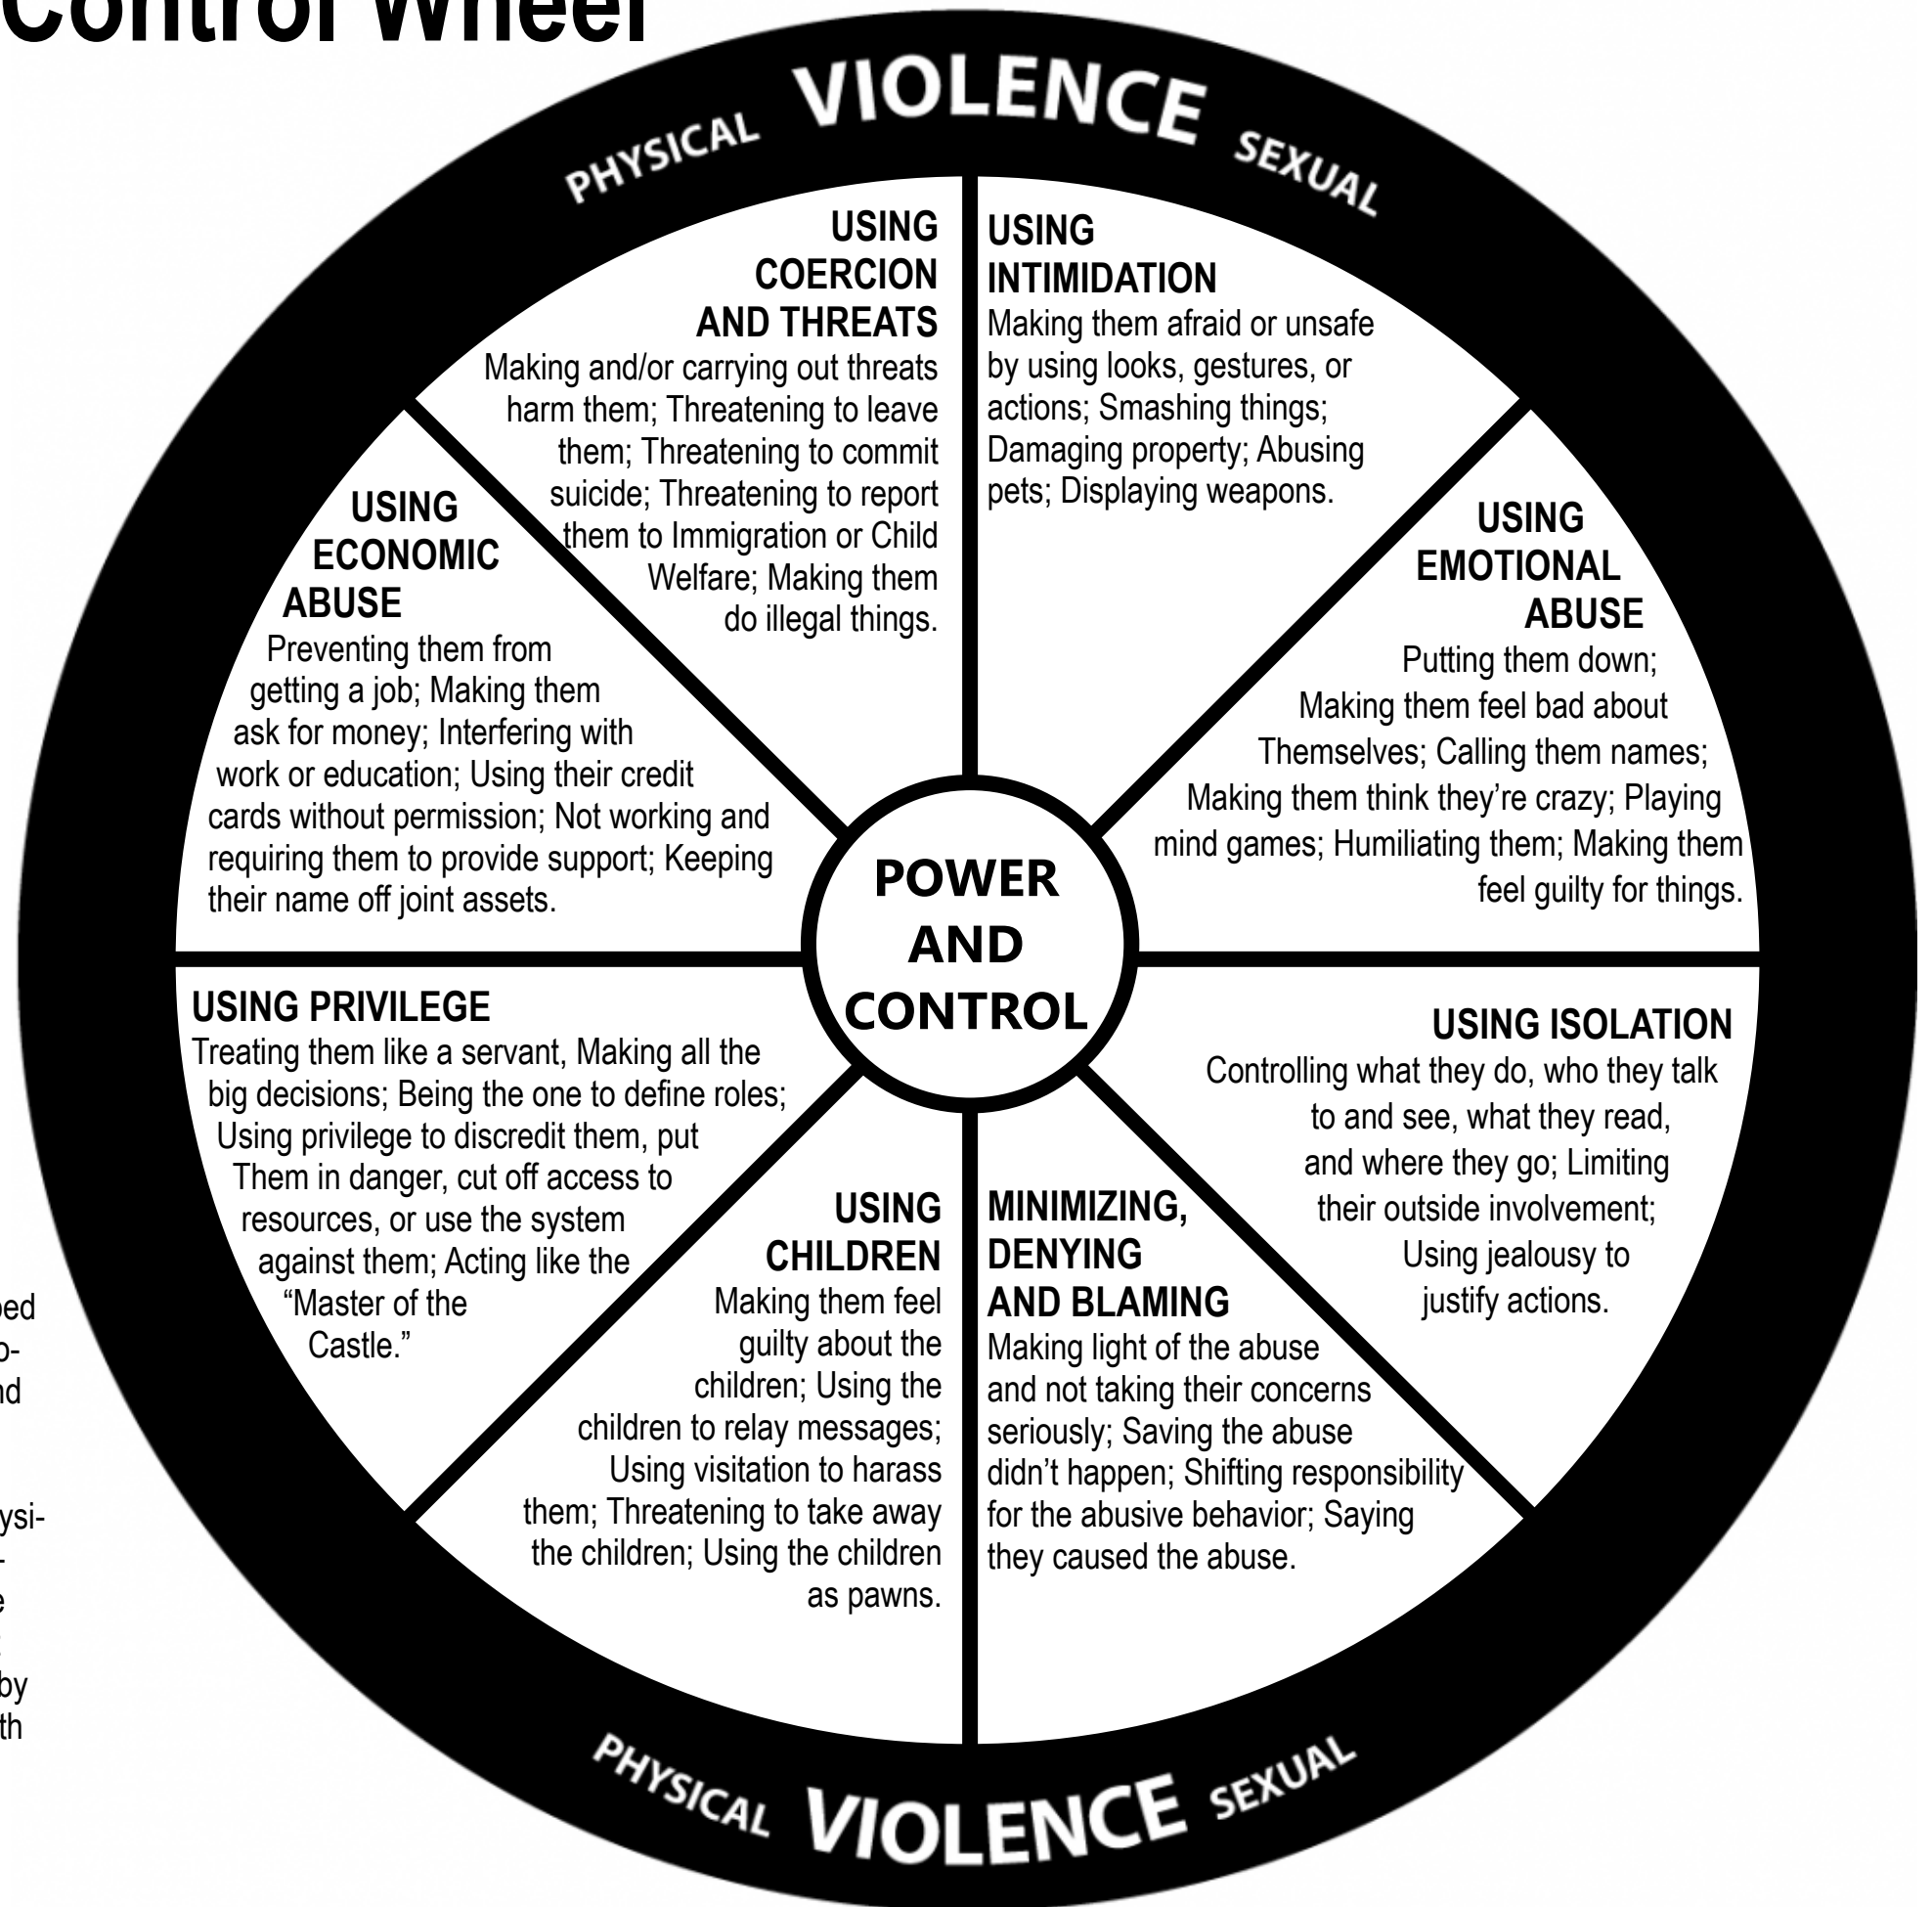 Control Wheel
PHYSICAL VIOLENCE SEXUAL
USING
COERCION
AND THREATS
Making and/or carrying out threats
harm them; Threatening to leave
them; Threatening to commit
suicide; Threatening to report
them to Immigration or Child
Welfare; Making them
do illegal things.
USING
INTIMIDATION
Making them afraid or unsafe
by using looks, gestures, or
actions; Smashing things;
Damaging property; Abusing
pets; Displaying weapons.
USING
EMOTIONAL
ABUSE
Putting them down;
Making them feel bad about
Themselves; Calling them names;
Making them think they’re crazy; Playing
mind games; Humiliating them; Making them
feel guilty for things.
USING ISOLATION
Controlling what they do, who they talk
to and see, what they read,
and where they go; Limiting
their outside involvement;
Using jealousy to
justify actions.
MINIMIZING,
DENYING
AND BLAMING
Making light of the abuse
and not taking their concerns
seriously; Saving the abuse
didn’t happen; Shifting responsibility
for the abusive behavior; Saying
they caused the abuse.
USING
CHILDREN
Making them feel
guilty about the
children; Using the
children to relay messages;
Using visitation to harass
them; Threatening to take away
the children; Using the children
as pawns.
USING PRIVILEGE
Treating them like a servant, Making all the
big decisions; Being the one to define roles;
Using privilege to discredit them, put
Them in danger, cut off access to
resources, or use the system
against them; Acting like the
“Master of the
Castle.”
USING
ECONOMIC
ABUSE
Preventing them from
getting a job; Making them
ask for money; Interfering with
work or education; Using their credit
cards without permission; Not working and
requiring them to provide support; Keeping
their name off joint assets.
POWER
AND
CONTROL
PHYSICAL VIOLENCE SEXUAL
by